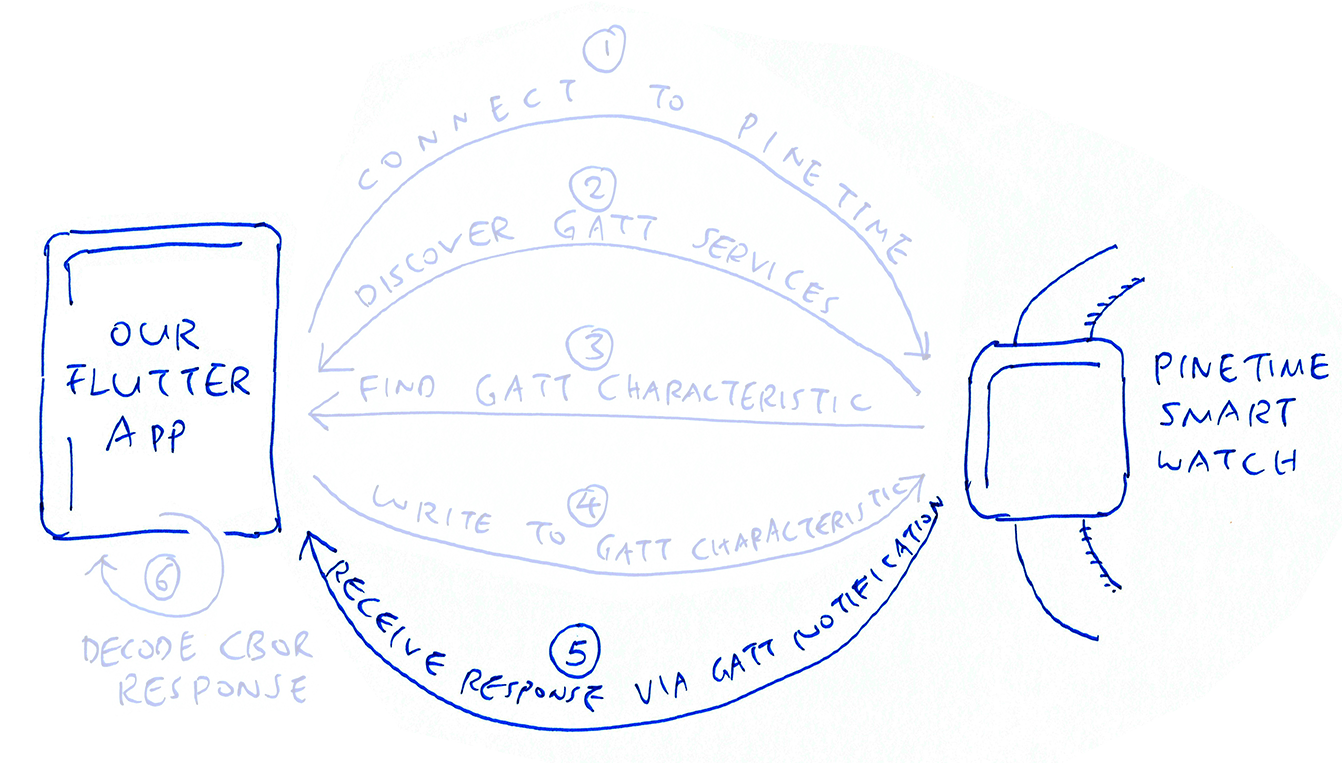 1
CONNECT TO PINETIME
2
DISCOVER GATT SERVICES
3
FIND GATT CHARACTERISTIC
4
WRITE TO GATT CHARACTERISTIC
5
RECEIVE RESPONSE VIA GATT NOTIFICATION
6
DECODE CBOR
RESPONSE
OUR
FLUTTER
APP
PINETIME
SMART
WATCH